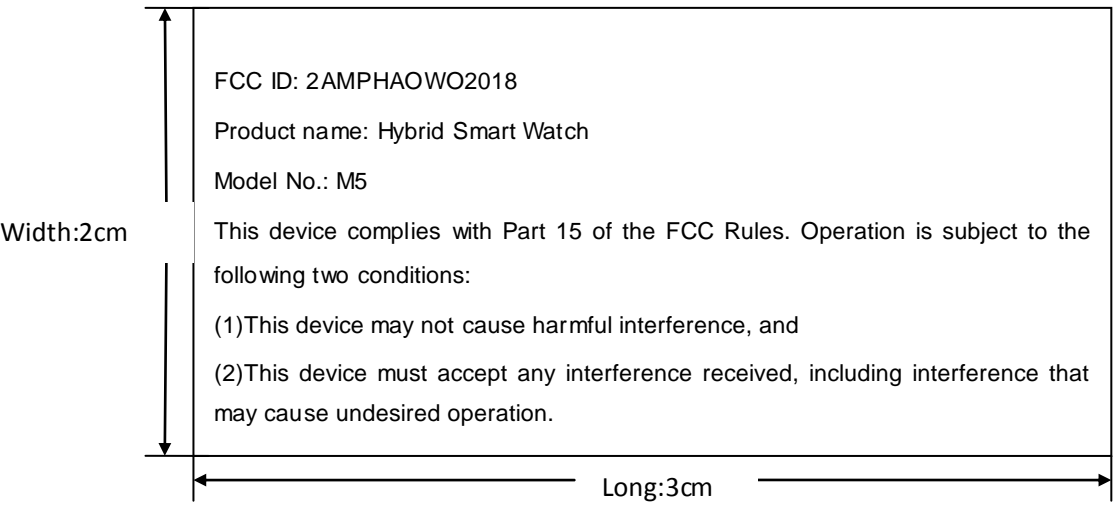 FCC ID: 2AMPHAOWO2018
Product name: Hybrid Smart Watch
Model No.: M5
Width:2cm
This device complies with Part 15 of the FCC Rules. Operation is subject to the
following two conditions:
(1)This device may not cause harmful interference, and
(2)This device must accept any interference received, including interference that
may cause undesired operation.
Long:3cm